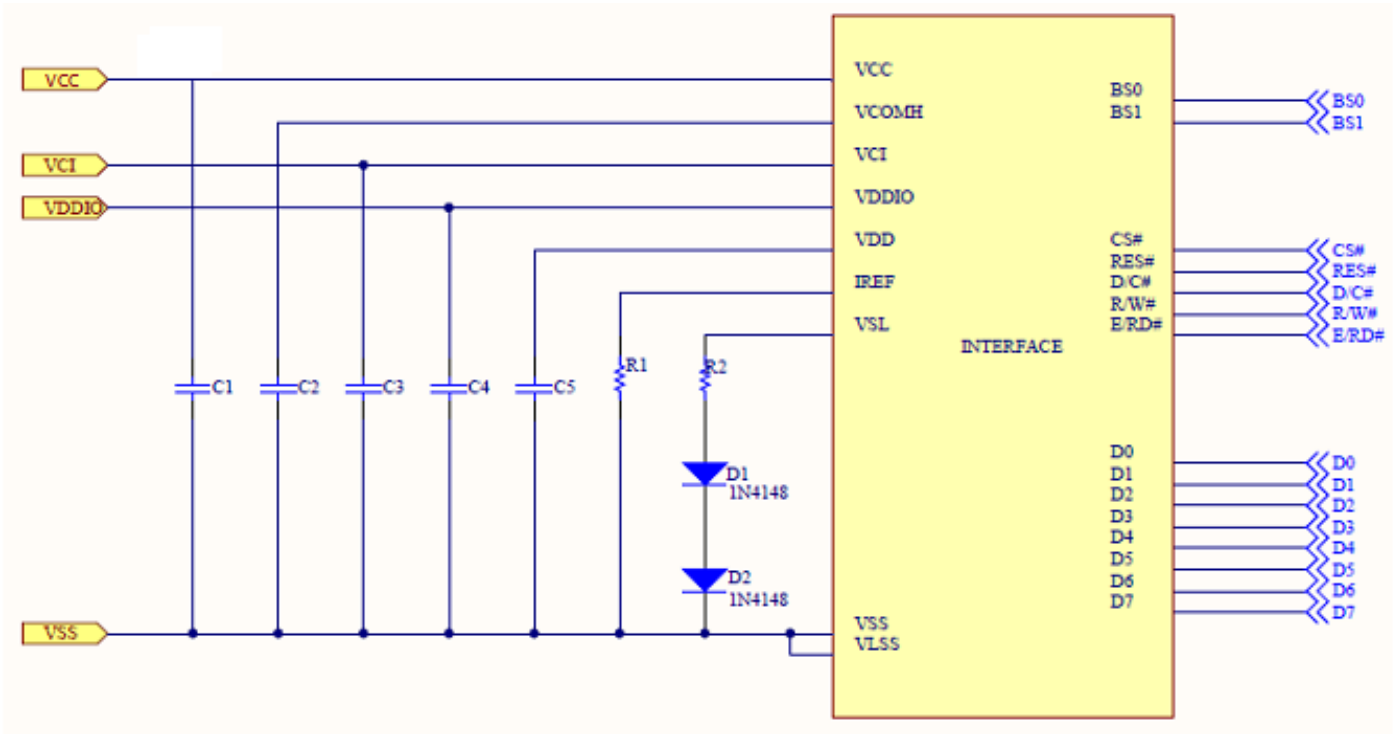 VCC
VCI
VDDIO
VSS
C1
C2
C3
C4
C5
R1
R2
D1
1N4148
D2
1N4148
VCC
VCOMH
VCI
VDDIO
VDD
IREF
VSL
VSS
VLSS
INTERFACE
BS0
BS1
CS#
RES#
D/C#
R/W#
E/RD#
D0
D1
D2
D3
D4
D5
D6
D7
BS0
BS1
CS#
RES#
D/C#
R/W#
E/RD#
D0
D1
D2
D3
D4
D5
D6
D7